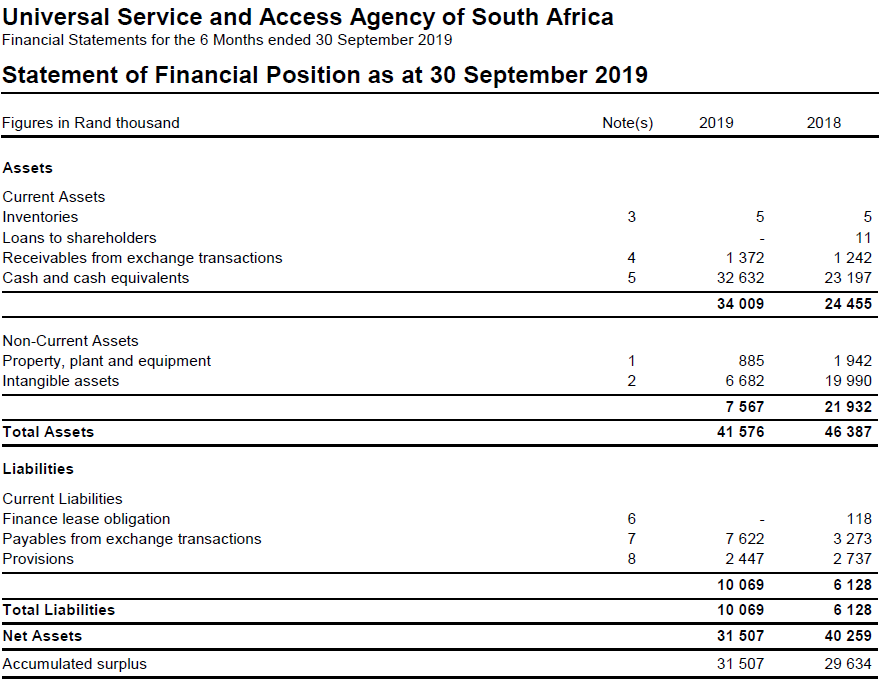 Universal Service and Access Agency of South Africa
Financial Statements for the 6 Months ended 30 September 2019
Statement of Financial Position as at 30 September 2019
Figures in Rand thousand Note(s) 2019 2018
Assets
Current Assets
Inventories 3 5 5
Loans to shareholders - 11
Receivables from exchange transactions 4 1 372 1 242
Cash and cash equivalents 5 32 632 23 197
34 009 24 455
Non-Current Assets
Property, plant and equipment 1 885 1 942
Intangible assets 2 6 682 19 990
7 567 21 932
Total Assets 41 576 46 387
Liabilities
Current Liabilities
Finance lease obligation 6 - 118
Payables from exchange transactions 7 7 622 3 273
Provisions 8 2 447 2 737
10 069 6 128
Total Liabilities 10 069 6 128
Net Assets 31 507 40 259
Accumulated surplus 31 507 29 634